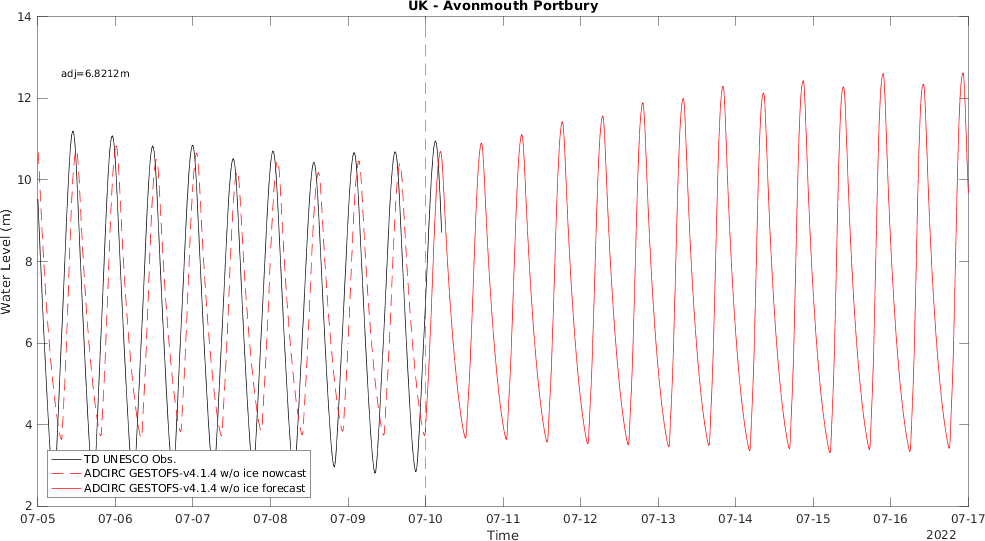 UK - Avonmouth Portbury
14
12
10
8
6
4
2
Water Level (m)
adj=6.8212m
TD UNESCO Obs.
ADCIRC GESTOFS-v4.1.4 w/o ice nowcast
ADCIRC GESTOFS-v4.1.4 w/o ice forecast
07-05 07-06 07-07 07-08 07-09 07-10 07-11 07-12 07-13 07-14 07-15 07-16 07-17
Time
2022